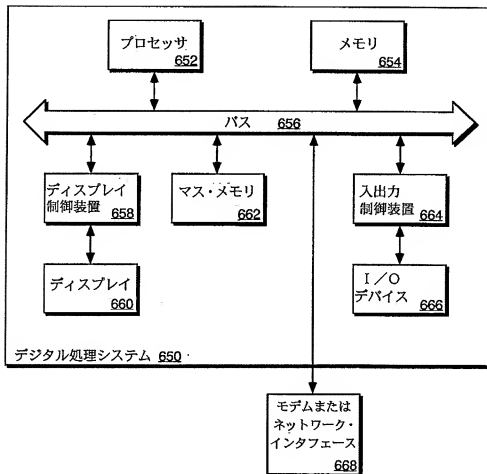 プロセッサ
652
メモリ
654
バス 656
ディスプレイ
制御装置 658
マス・メモリ
662
入出力
制御装置 664
ディスプレイ
660
I/O
デバイス 666
デジタル処理システム 650
モデムまたは
ネットワーク・
インタフェース
668